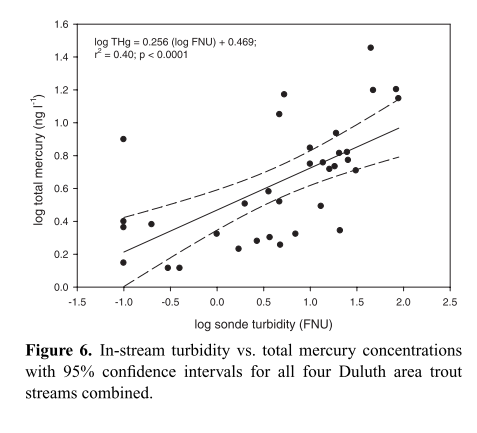 log THg = 0.256 (log FNU) + 0.469;
r² = 0.40; p < 0.0001
log total mercury (ng l⁻¹)
1.6
1.4
1.2
1.0
0.8
0.6
0.4
0.2
0.0
-1.5 -1.0 -0.5 0.0 0.5 1.0 1.5 2.0 2.5
log sonde turbidity (FNU)
Figure 6. In-stream turbidity vs. total mercury concentrations
with 95% confidence intervals for all four Duluth area trout
streams combined.